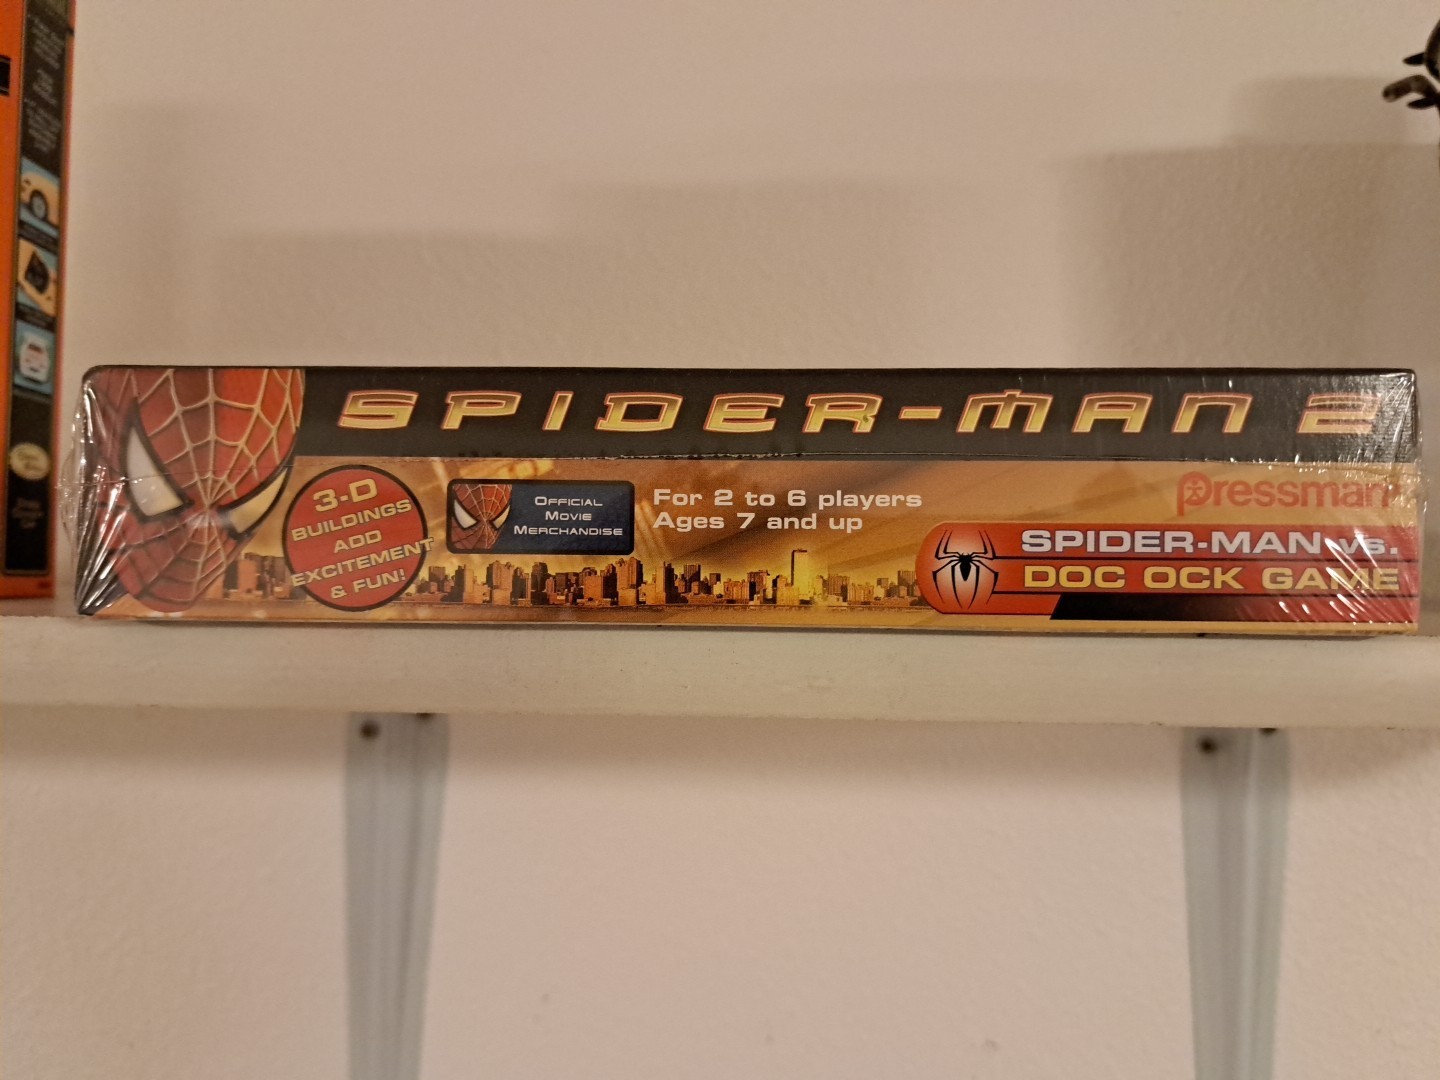 SPIDER-MAN 2
3-D
BUILDINGS
ADD
EXCITEMENT
& FUN!
OFFICIAL
MOVIE
MERCHANDISE
For 2 to 6 players
Ages 7 and up
Pressman
SPIDER-MAN vs.
DOC OCK GAME